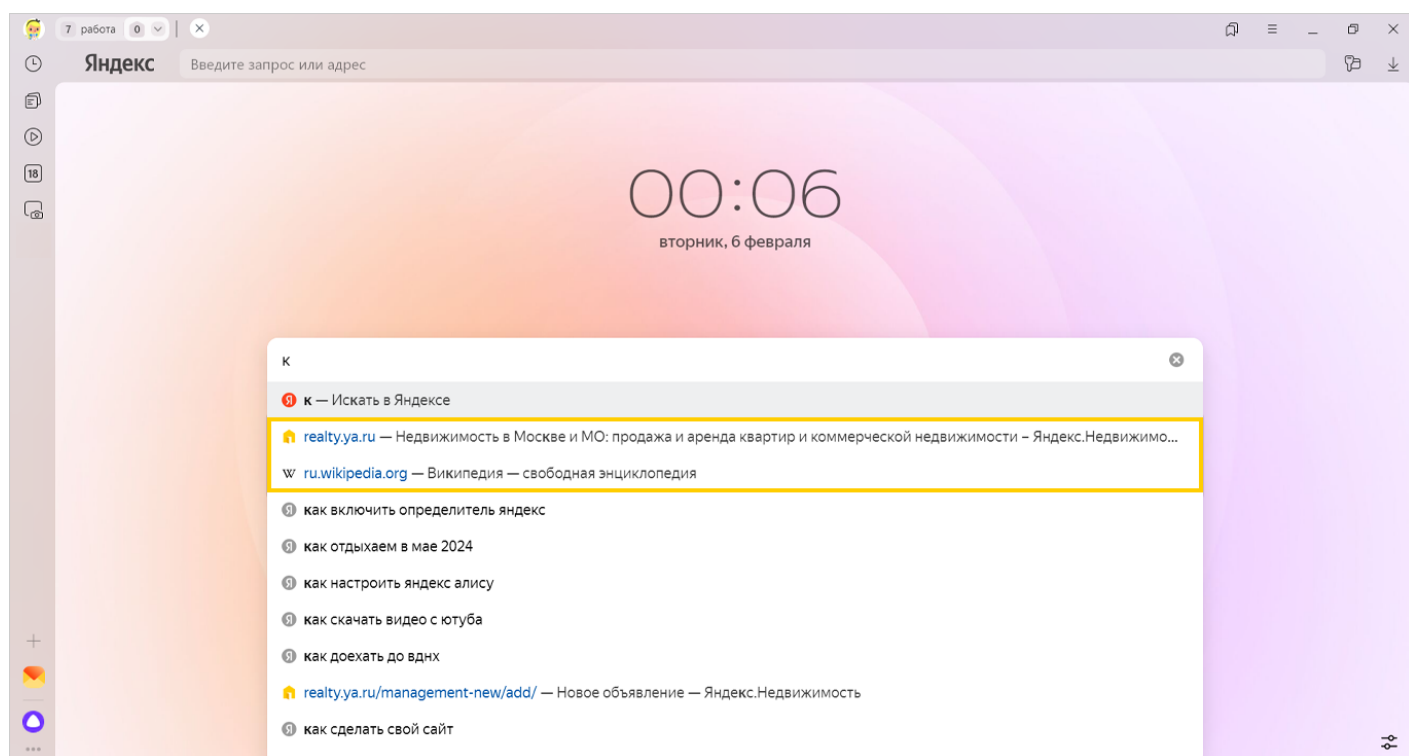 7 работа 0
Яндекс Введите запрос или адрес
18
00:06
вторник, 6 февраля
к
Я к — Искать в Яндексе
realty.ya.ru — Недвижимость в Москве и МО: продажа и аренда квартир и коммерческой недвижимости – Яндекс.Недвижимо...
W ru.wikipedia.org — Википедия — свободная энциклопедия
Я как включить определитель яндекс
Я как отдыхаем в мае 2024
Я как настроить яндекс алису
Я как скачать видео с ютуба
Я как доехать до вднх
realty.ya.ru/management-new/add/ — Новое объявление — Яндекс.Недвижимость
Я как сделать свой сайт